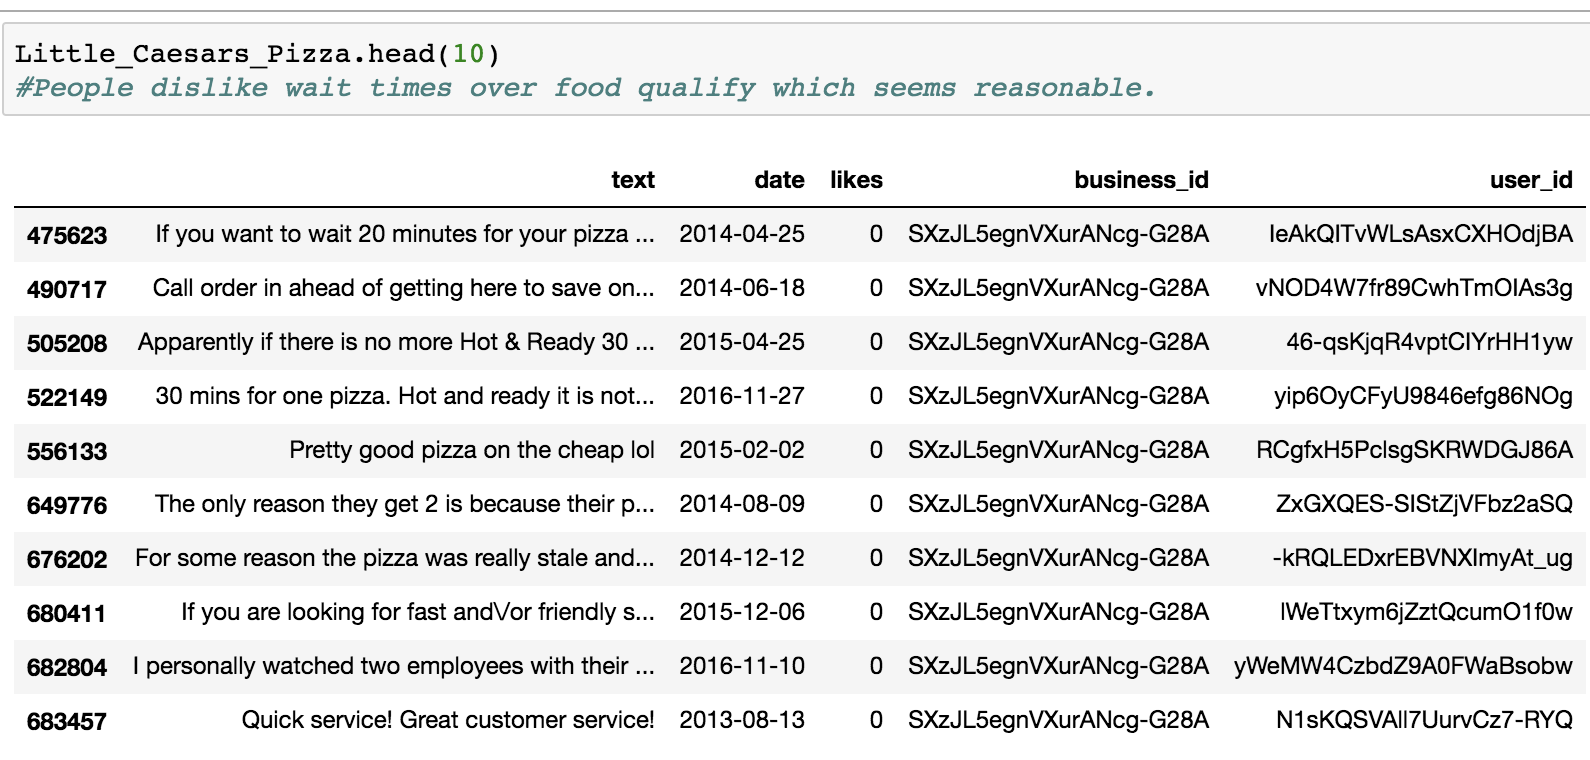 Little_Caesars_Pizza.head(10)
#People dislike wait times over food qualify which seems reasonable.
text date likes business_id user_id
475623 If you want to wait 20 minutes for your pizza ... 2014-04-25 0 SXzJL5egnVXurANcg-G28A IeAkQITvWLsAsxCXHOdjBA
490717 Call order in ahead of getting here to save on... 2014-06-18 0 SXzJL5egnVXurANcg-G28A vNOD4W7fr89CwhTmOIAs3g
505208 Apparently if there is no more Hot & Ready 30 ... 2015-04-25 0 SXzJL5egnVXurANcg-G28A 46-qsKjqR4vptCIYrHH1yw
522149 30 mins for one pizza. Hot and ready it is not... 2016-11-27 0 SXzJL5egnVXurANcg-G28A yip6OyCFyU9846efg86NOg
556133 Pretty good pizza on the cheap lol 2015-02-02 0 SXzJL5egnVXurANcg-G28A RCgfxH5PclsgSKRWDGJ86A
649776 The only reason they get 2 is because their p... 2014-08-09 0 SXzJL5egnVXurANcg-G28A ZxGXQES-SIStZjVFbz2aSQ
676202 For some reason the pizza was really stale and... 2014-12-12 0 SXzJL5egnVXurANcg-G28A -kRQLEDxrEBVNXImyAt_ug
680411 If you are looking for fast and\/or friendly s... 2015-12-06 0 SXzJL5egnVXurANcg-G28A lWeTtxym6jZztQcumO1f0w
682804 I personally watched two employees with their ... 2016-11-10 0 SXzJL5egnVXurANcg-G28A yWeMW4CzbdZ9A0FWaBsobw
683457 Quick service! Great customer service! 2013-08-13 0 SXzJL5egnVXurANcg-G28A N1sKQSVAll7UurvCz7-RYQ